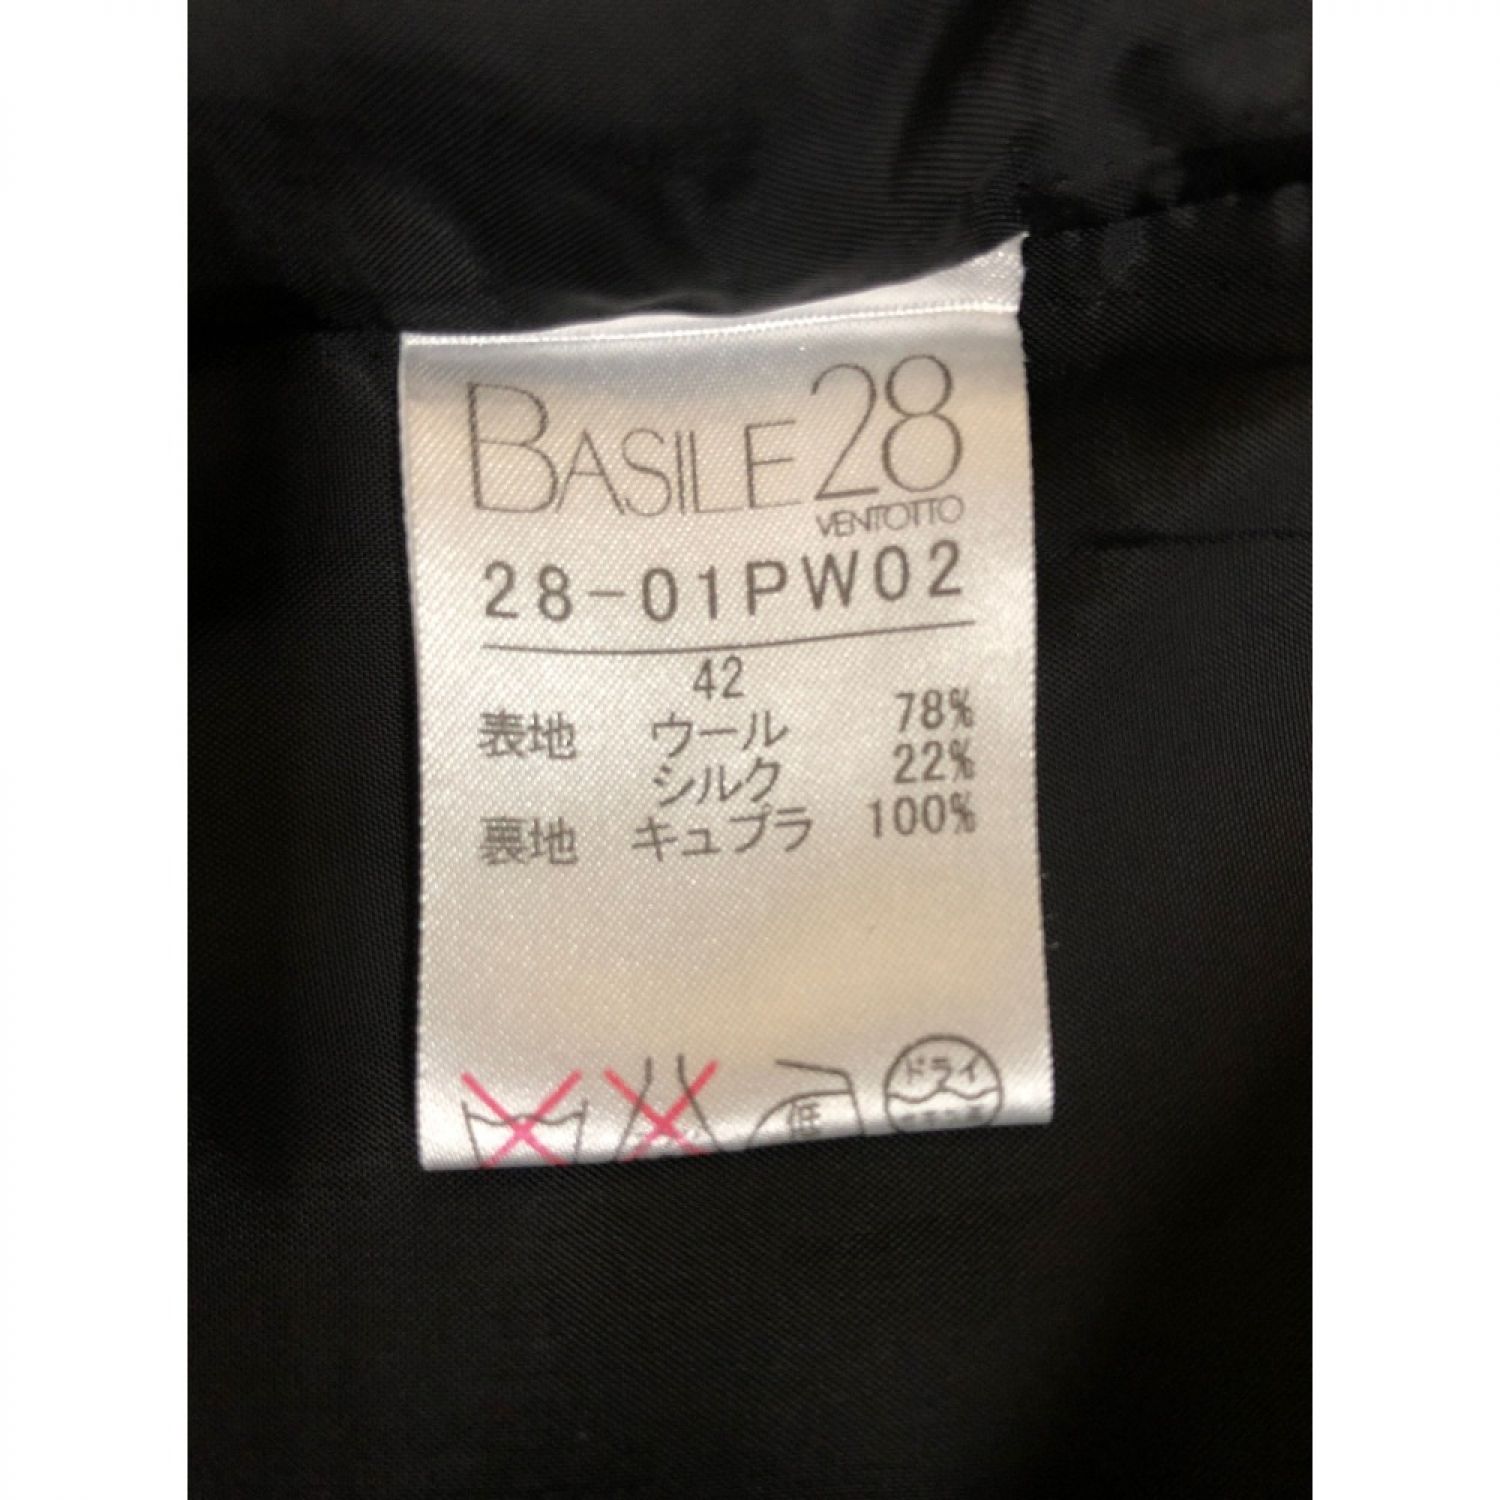 BASILE28
VENTOTTO
28-01PW02
42
表地 ウール 78%
シルク 22%
裏地 キュプラ 100%
低
ドライ